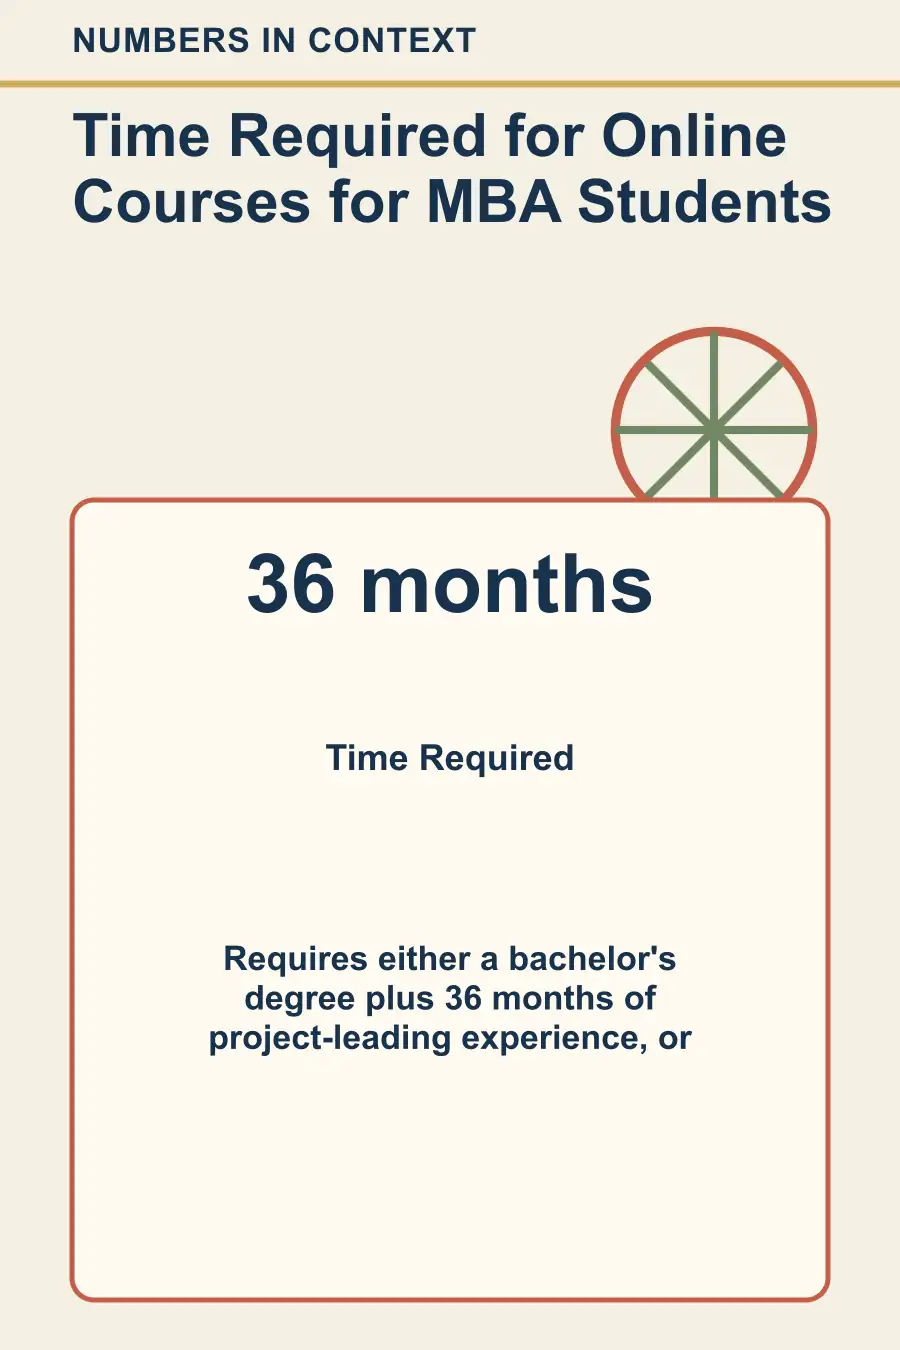 NUMBERS IN CONTEXT
Time Required for Online
Courses for MBA Students
36 months
Time Required
Requires either a bachelor's
degree plus 36 months of
project-leading experience, or